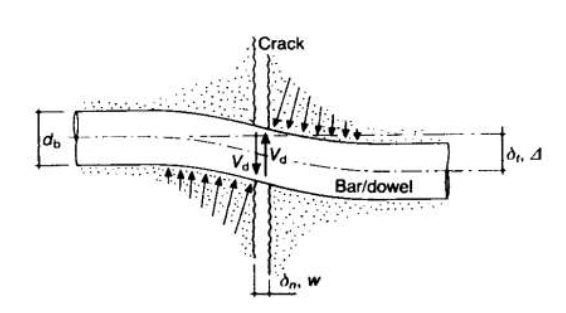 Crack
d_b
V_d V_d
δ_t, Δ
Bar/dowel
δ_n, w